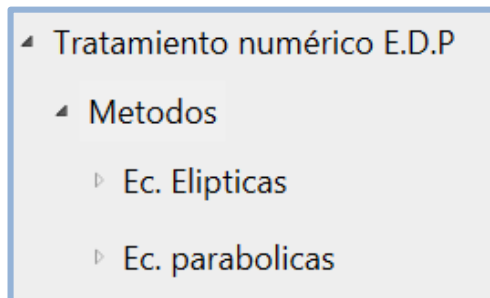 Tratamiento numérico E.D.P
Metodos
Ec. Elipticas
Ec. parabolicas